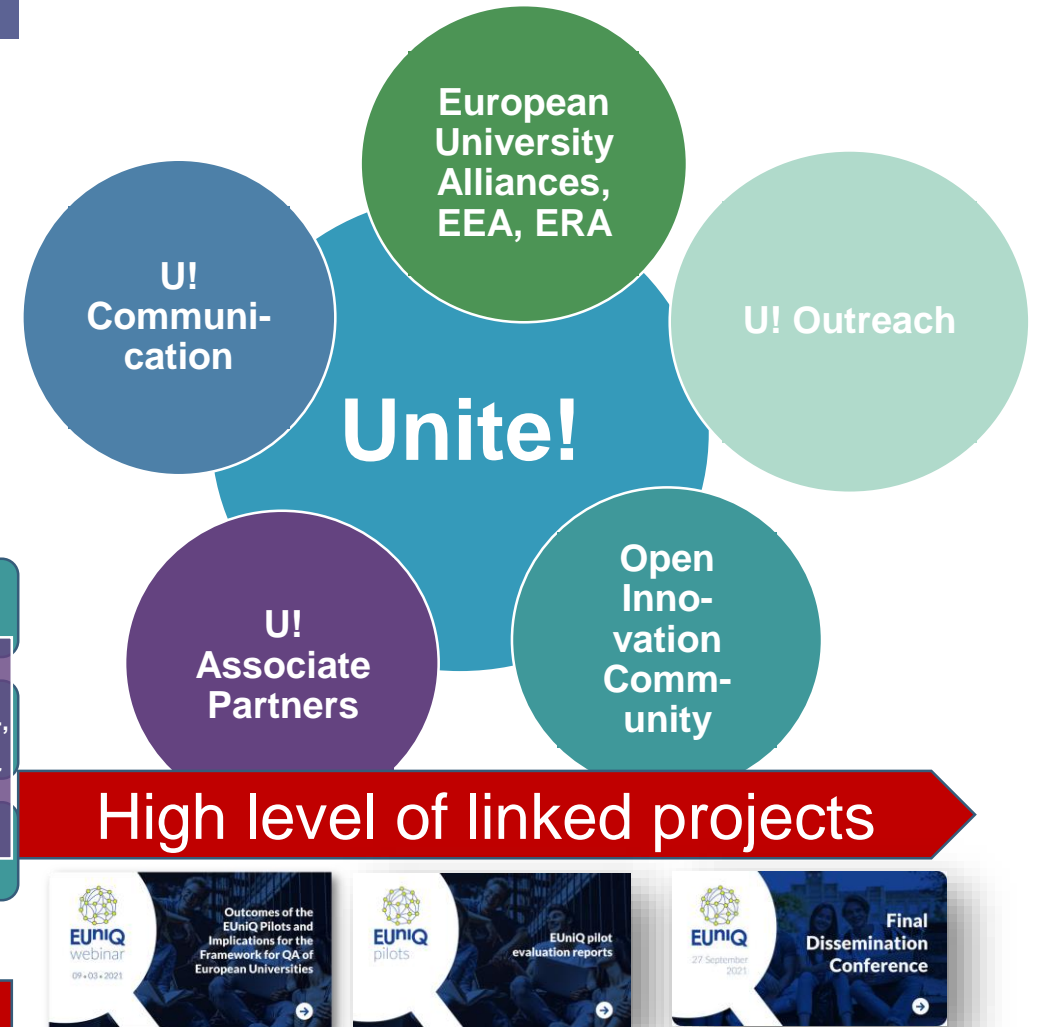 European
University
Alliances,
EEA, ERA
U!
Communi-
cation
U! Outreach
Unite!
U!
Associate
Partners
Open
Inno-
vation
Comm-
unity
High level of linked projects
EUniQ
webinar
09•03•2021
Outcomes of the
EUniQ Pilots and
Implications for the
Framework for QA of
European Universities
EUniQ
pilots
EUniQ pilot
evaluation reports
EUniQ
27 September
2021
Final
Dissemination
Conference